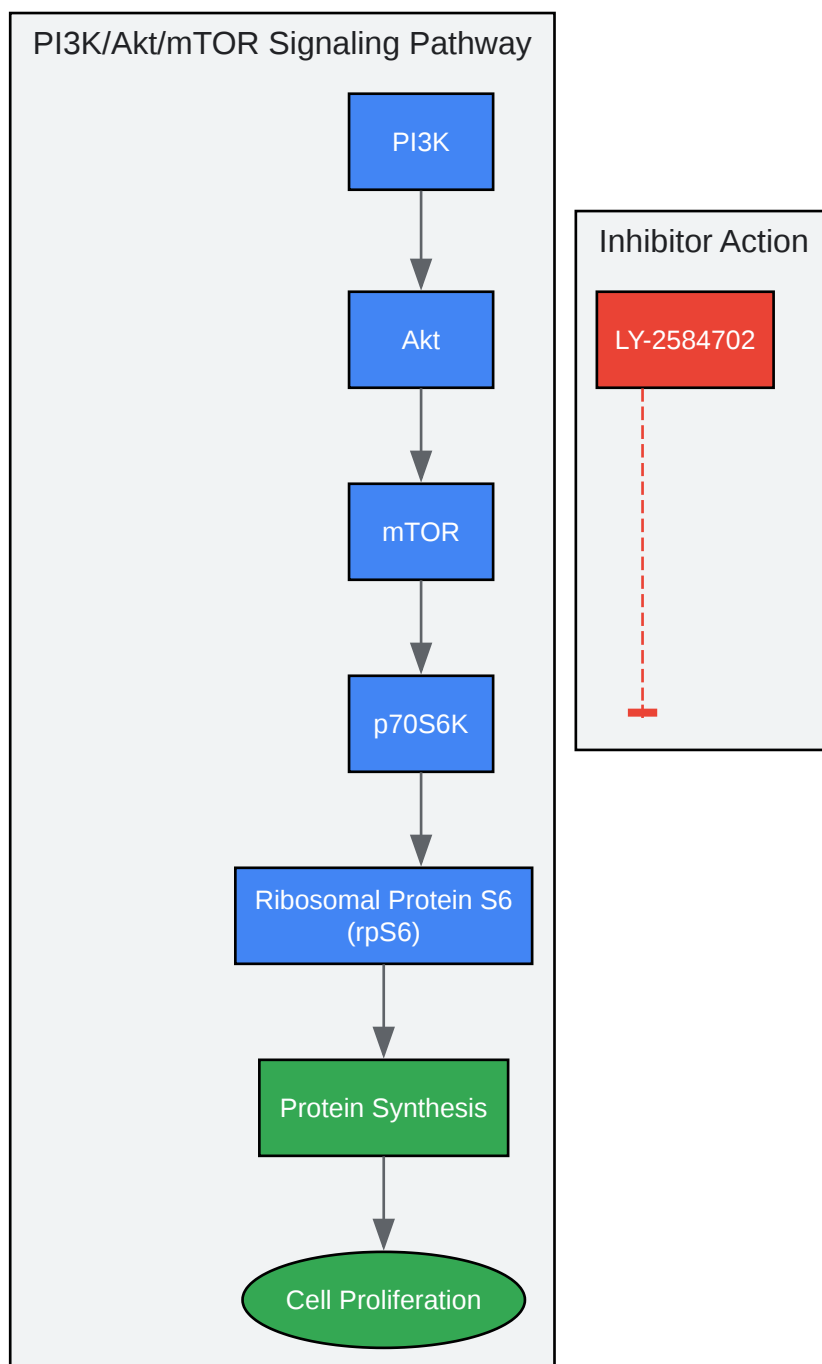 PI3K/Akt/mTOR Signaling Pathway
PI3K
Akt
mTOR
p70S6K
Ribosomal Protein S6
(rpS6)
Protein Synthesis
Cell Proliferation
Inhibitor Action
LY-2584702